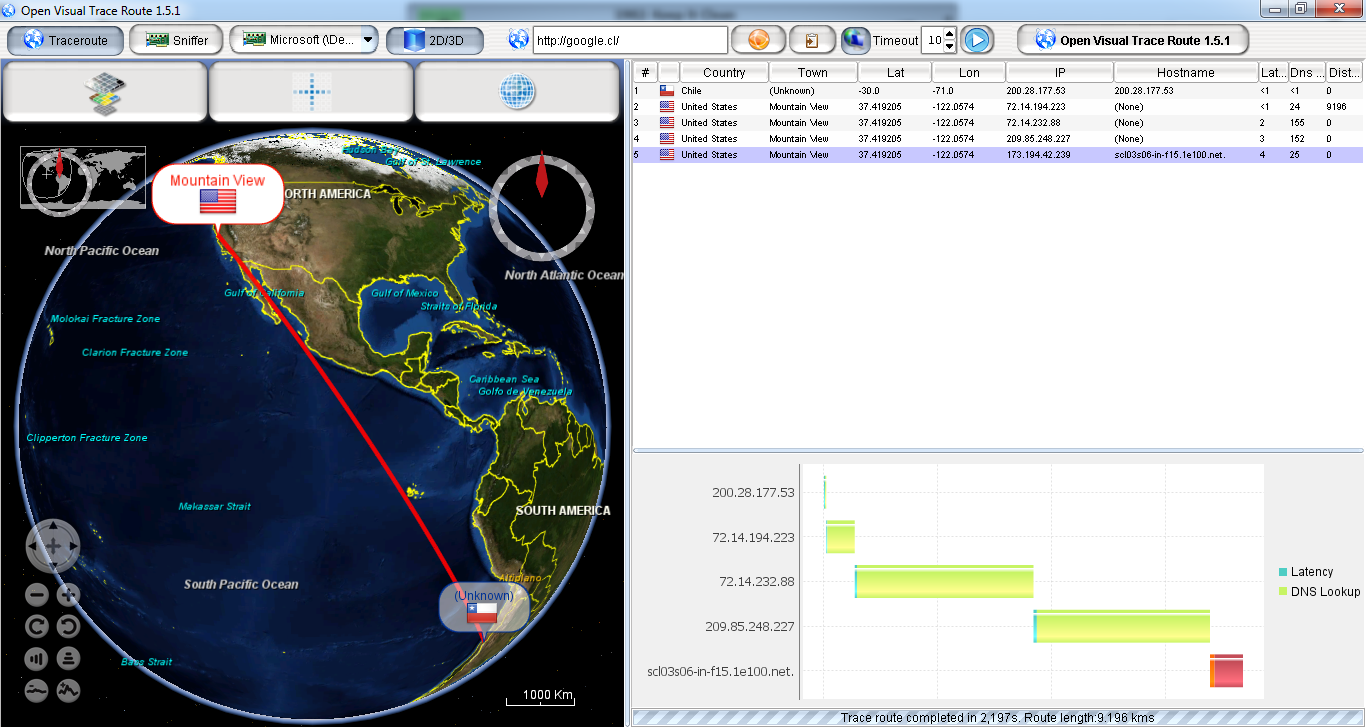 Open Visual Trace Route 1.5.1
Traceroute Sniffer Microsoft (\De... 2D/3D http://google.cl/ Timeout 10 Open Visual Trace Route 1.5.1
# Country Town Lat Lon IP Hostname Lat... Dns ... Dist...
1 Chile (Unknown) -30.0 -71.0 200.28.177.53 200.28.177.53 <1 <1 0
2 United States Mountain View 37.419205 -122.0574 72.14.194.223 (None) <1 24 9196
3 United States Mountain View 37.419205 -122.0574 72.14.232.88 (None) 2 155 0
4 United States Mountain View 37.419205 -122.0574 209.85.248.227 (None) 3 152 0
5 United States Mountain View 37.419205 -122.0574 173.194.42.239 scl03s06-in-f15.1e100.net. 4 25 0
Hudson Bay
Gulf of St. Lawrence
Mountain View
ORTH AMERICA
North Pacific Ocean
North Atlantic Ocean
Gulf of California
Gulf of Mexico
Straits of Florida
Molokai Fracture Zone
Clarion Fracture Zone
Caribbean Sea
Golfo de Venezuela
Clipperton Fracture Zone
Makassar Strait
SOUTH AMERICA
Altiplano
South Pacific Ocean
(Unknown)
Bass Strait
1000 Km
200.28.177.53
72.14.194.223
72.14.232.88
209.85.248.227
scl03s06-in-f15.1e100.net.
Latency
DNS Lookup
Trace route completed in 2,197s. Route length:9.196 kms